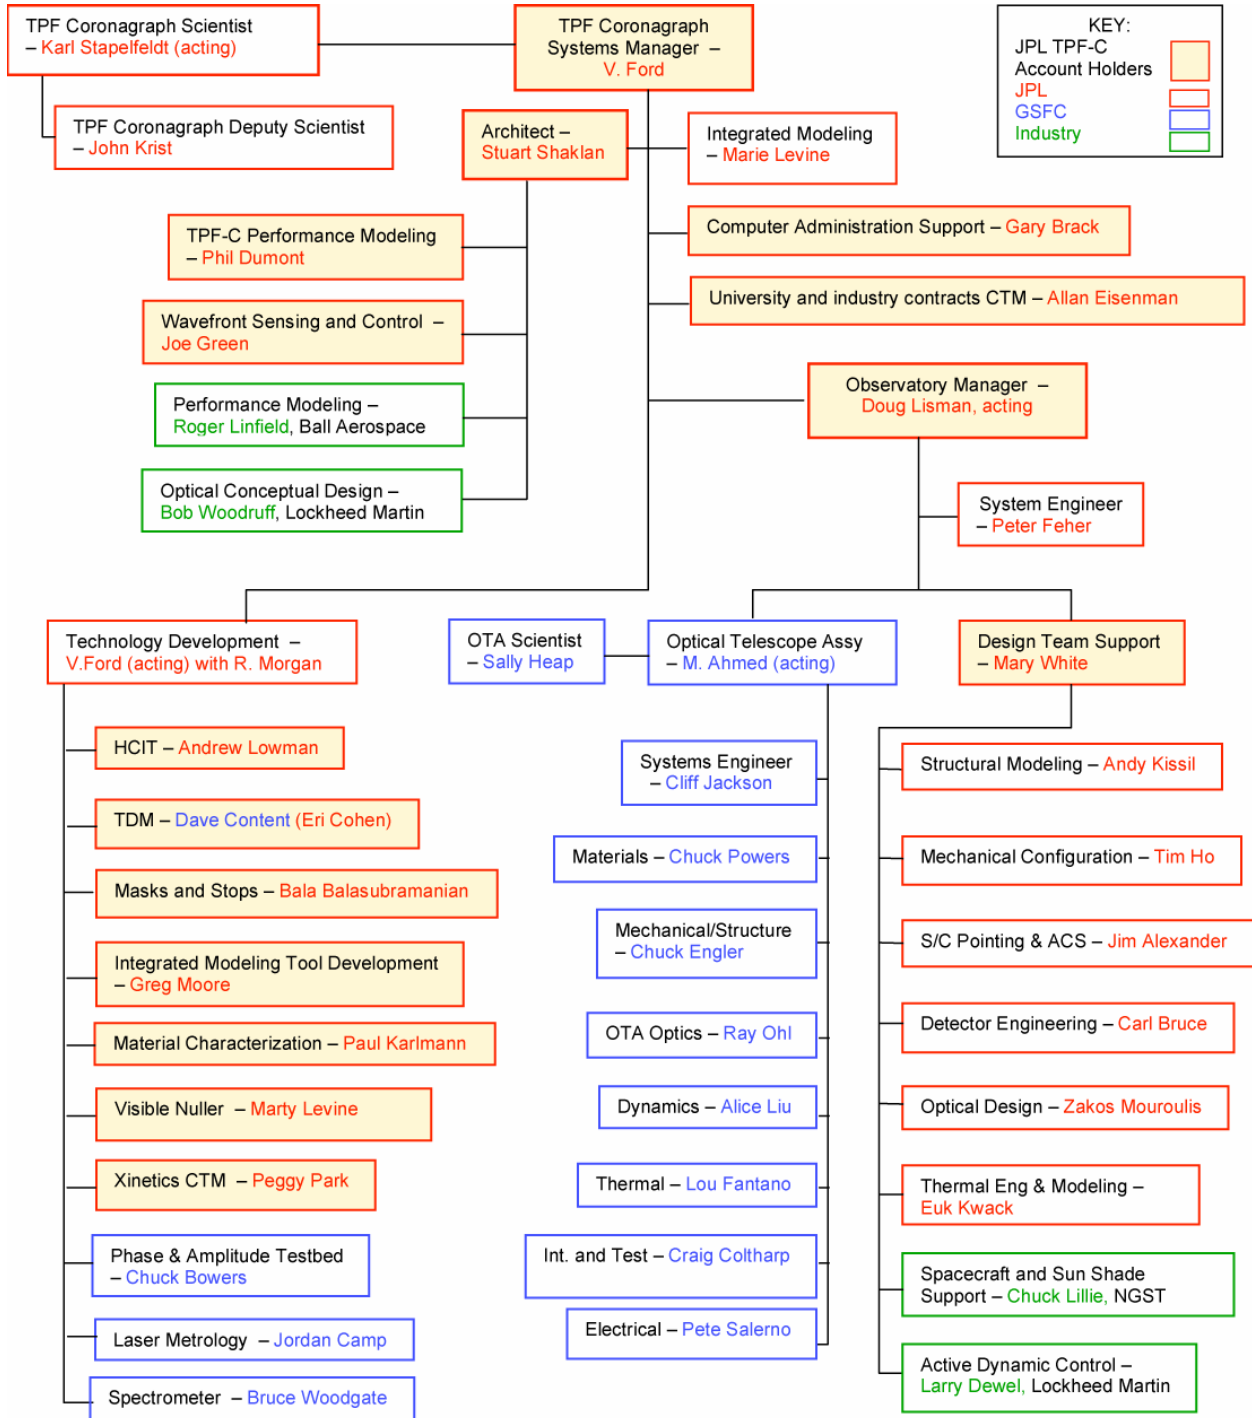 TPF Coronagraph Scientist
– Karl Stapelfeldt (acting)
TPF Coronagraph
Systems Manager –
V. Ford
KEY:
JPL TPF-C
Account Holders
JPL
GSFC
Industry
TPF Coronagraph Deputy Scientist
– John Krist
Architect –
Stuart Shaklan
Integrated Modeling
– Marie Levine
TPF-C Performance Modeling
– Phil Dumont
Computer Administration Support – Gary Brack
University and industry contracts CTM – Allan Eisenman
Wavefront Sensing and Control –
Joe Green
Performance Modeling –
Roger Linfield, Ball Aerospace
Observatory Manager –
Doug Lisman, acting
Optical Conceptual Design –
Bob Woodruff, Lockheed Martin
System Engineer
– Peter Feher
Technology Development –
V.Ford (acting) with R. Morgan
OTA Scientist
– Sally Heap
Optical Telescope Assy
– M. Ahmed (acting)
Design Team Support
– Mary White
HCIT – Andrew Lowman
TDM – Dave Content (Eri Cohen)
Masks and Stops – Bala Balasubramanian
Integrated Modeling Tool Development
– Greg Moore
Material Characterization – Paul Karlmann
Visible Nuller – Marty Levine
Xinetics CTM – Peggy Park
Phase & Amplitude Testbed
– Chuck Bowers
Laser Metrology – Jordan Camp
Spectrometer – Bruce Woodgate
Systems Engineer
– Cliff Jackson
Materials – Chuck Powers
Mechanical/Structure
– Chuck Engler
OTA Optics – Ray Ohl
Dynamics – Alice Liu
Thermal – Lou Fantano
Int. and Test – Craig Coltharp
Electrical – Pete Salerno
Structural Modeling – Andy Kissil
Mechanical Configuration – Tim Ho
S/C Pointing & ACS – Jim Alexander
Detector Engineering – Carl Bruce
Optical Design – Zakos Mouroulis
Thermal Eng & Modeling –
Euk Kwack
Spacecraft and Sun Shade
Support – Chuck Lillie, NGST
Active Dynamic Control –
Larry Dewel, Lockheed Martin